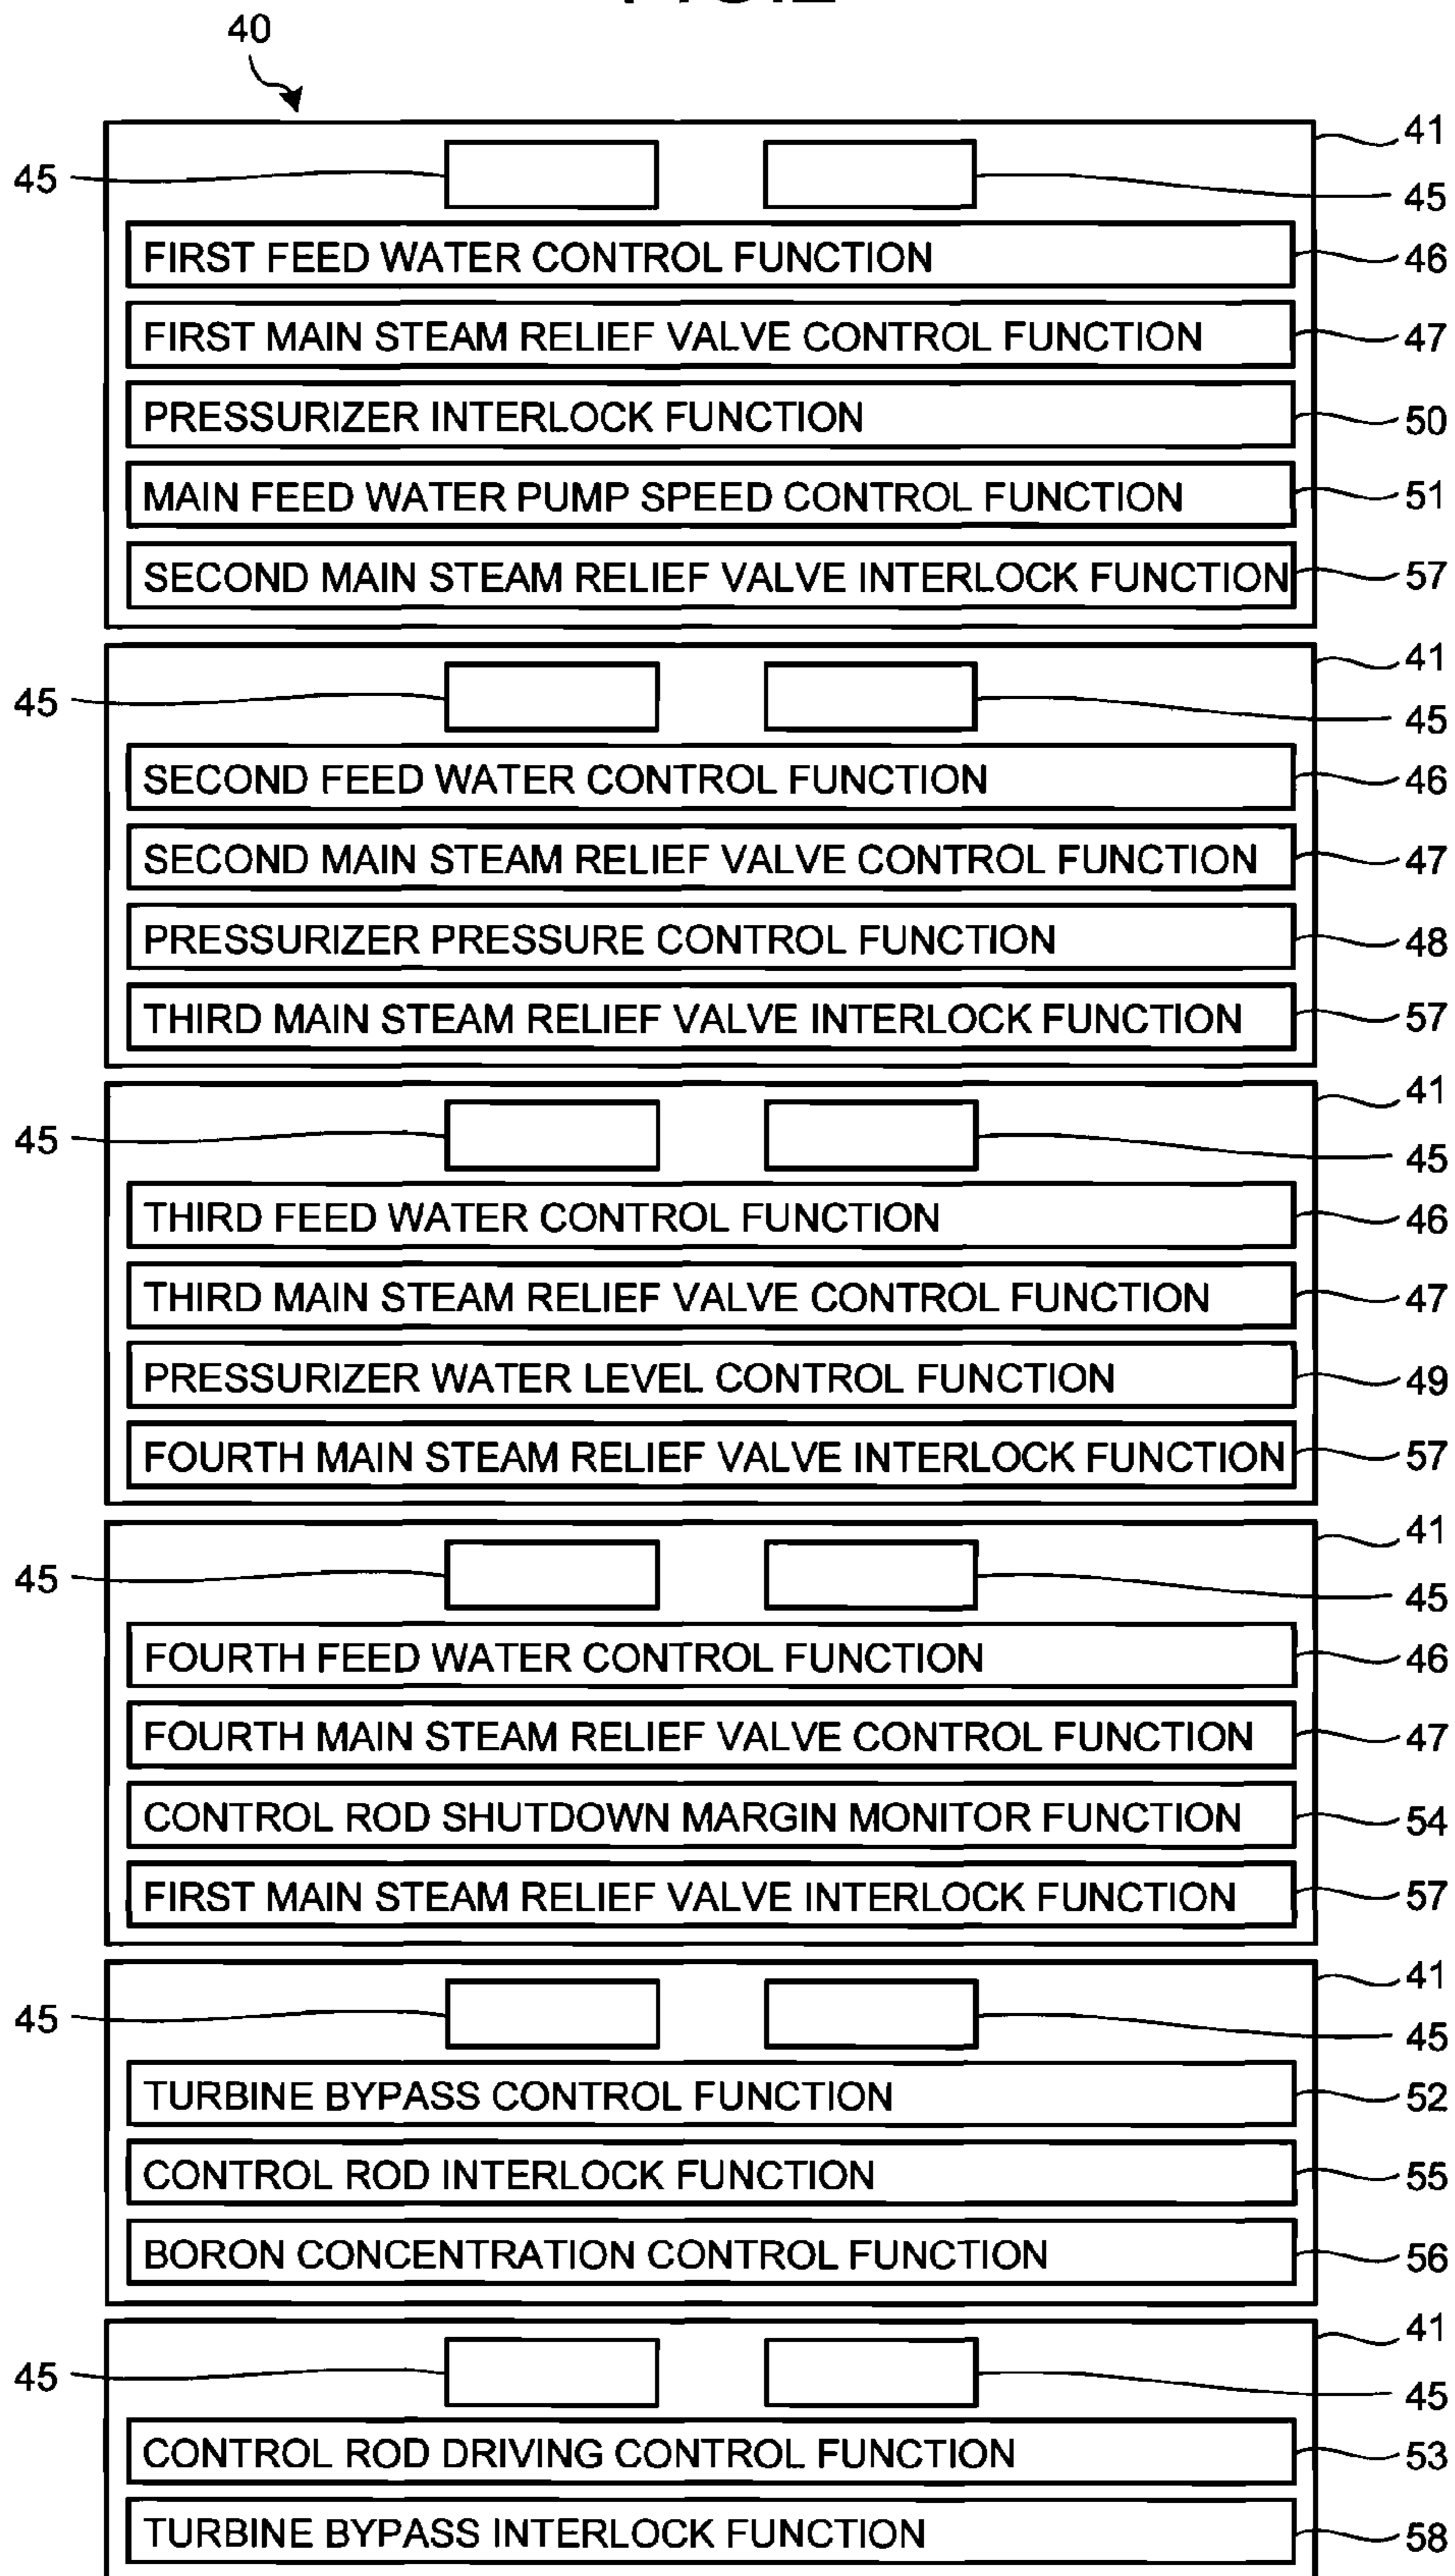 40
41
45 45
FIRST FEED WATER CONTROL FUNCTION 46
FIRST MAIN STEAM RELIEF VALVE CONTROL FUNCTION 47
PRESSURIZER INTERLOCK FUNCTION 50
MAIN FEED WATER PUMP SPEED CONTROL FUNCTION 51
SECOND MAIN STEAM RELIEF VALVE INTERLOCK FUNCTION 57
41
45 45
SECOND FEED WATER CONTROL FUNCTION 46
SECOND MAIN STEAM RELIEF VALVE CONTROL FUNCTION 47
PRESSURIZER PRESSURE CONTROL FUNCTION 48
THIRD MAIN STEAM RELIEF VALVE INTERLOCK FUNCTION 57
41
45 45
THIRD FEED WATER CONTROL FUNCTION 46
THIRD MAIN STEAM RELIEF VALVE CONTROL FUNCTION 47
PRESSURIZER WATER LEVEL CONTROL FUNCTION 49
FOURTH MAIN STEAM RELIEF VALVE INTERLOCK FUNCTION 57
41
45 45
FOURTH FEED WATER CONTROL FUNCTION 46
FOURTH MAIN STEAM RELIEF VALVE CONTROL FUNCTION 47
CONTROL ROD SHUTDOWN MARGIN MONITOR FUNCTION 54
FIRST MAIN STEAM RELIEF VALVE INTERLOCK FUNCTION 57
41
45 45
TURBINE BYPASS CONTROL FUNCTION 52
CONTROL ROD INTERLOCK FUNCTION 55
BORON CONCENTRATION CONTROL FUNCTION 56
41
45 45
CONTROL ROD DRIVING CONTROL FUNCTION 53
TURBINE BYPASS INTERLOCK FUNCTION 58